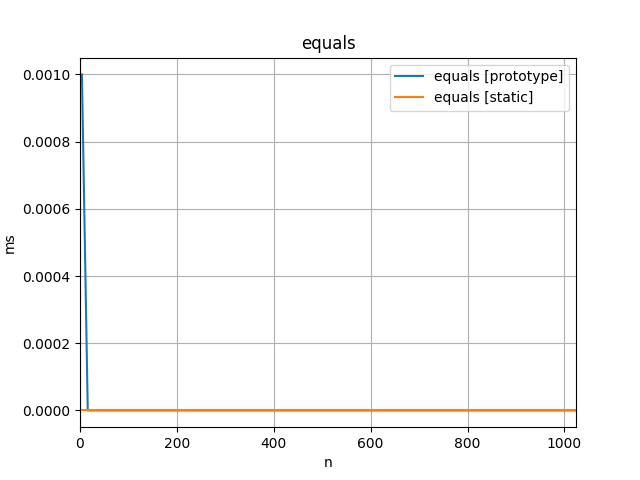 equals
equals [prototype]
equals [static]
0.0010
0.0008
0.0006
0.0004
0.0002
0.0000
ms
0 200 400 600 800 1000
n